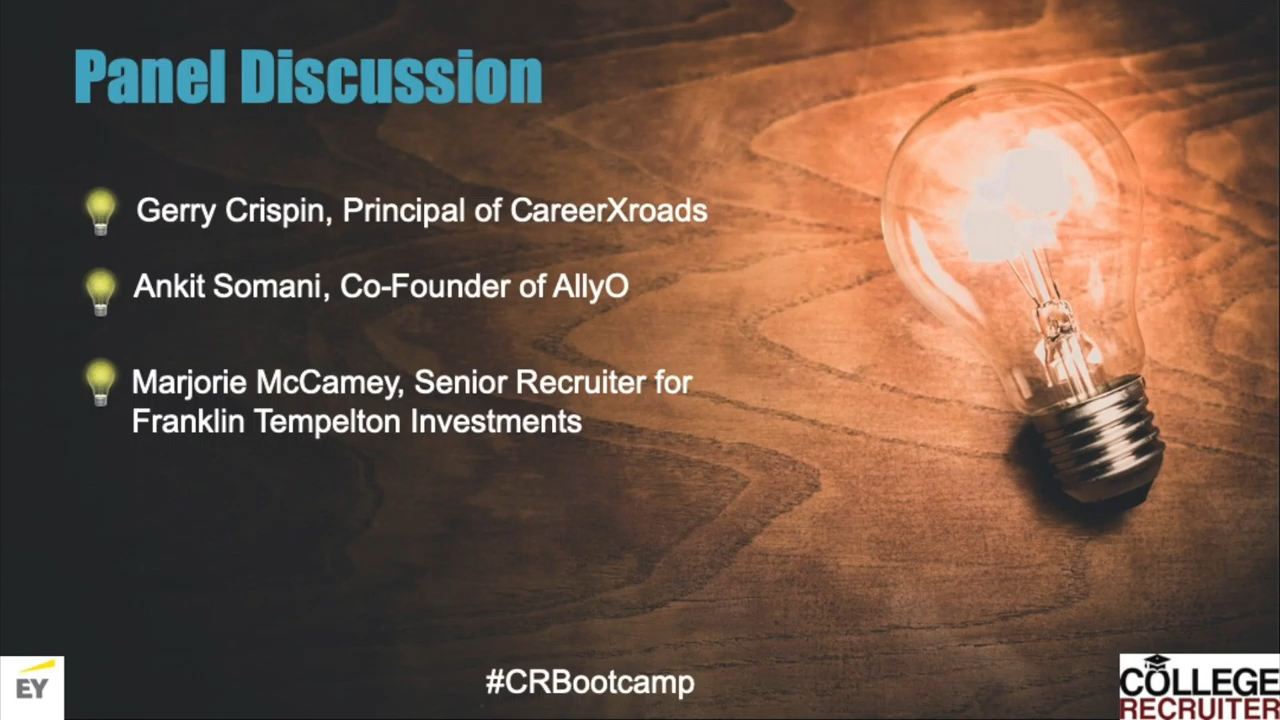 Panel Discussion
Gerry Crispin, Principal of CareerXroads
Ankit Somani, Co-Founder of AllyO
Marjorie McCamey, Senior Recruiter for
Franklin Tempelton Investments
EY
#CRBootcamp
COLLEGE
RECRUITER